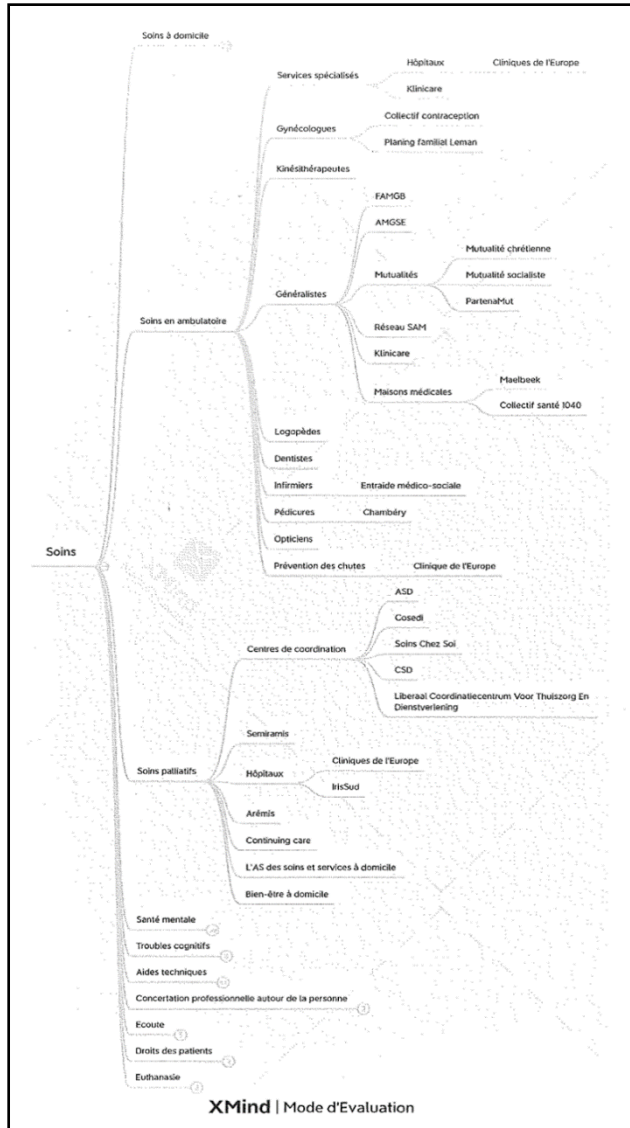 Soins à domicile
Services spécialisés
Hôpitaux
Cliniques de l'Europe
Klinicare
Gynécologues
Collectif contraception
Planing familial Leman
Kinésithérapeutes
Soins en ambulatoire
Généralistes
FAMGB
AMGSE
Mutualités
Mutualité chrétienne
Mutualité socialiste
PartenaMut
Réseau SAM
Klinicare
Maisons médicales
Maelbeek
Collectif santé 1040
Logopèdes
Dentistes
Infirmiers
Entraide médico-sociale
Pédicures
Chambéry
Opticiens
Prévention des chutes
Clinique de l'Europe
Soins
XMind
Soins palliatifs
Centres de coordination
ASD
Cosedi
Soins Chez Soi
CSD
Liberaal Coordinatiecentrum Voor Thuiszorg En
Dienstverlening
Semiramis
Hôpitaux
Cliniques de l'Europe
IrisSud
Arémis
Continuing care
L'AS des soins et services à domicile
Bien-être à domicile
Santé mentale
Troubles cognitifs
Aides techniques
Concertation professionnelle autour de la personne
Ecoute
Droits des patients
Euthanasie
XMind | Mode d'Evaluation